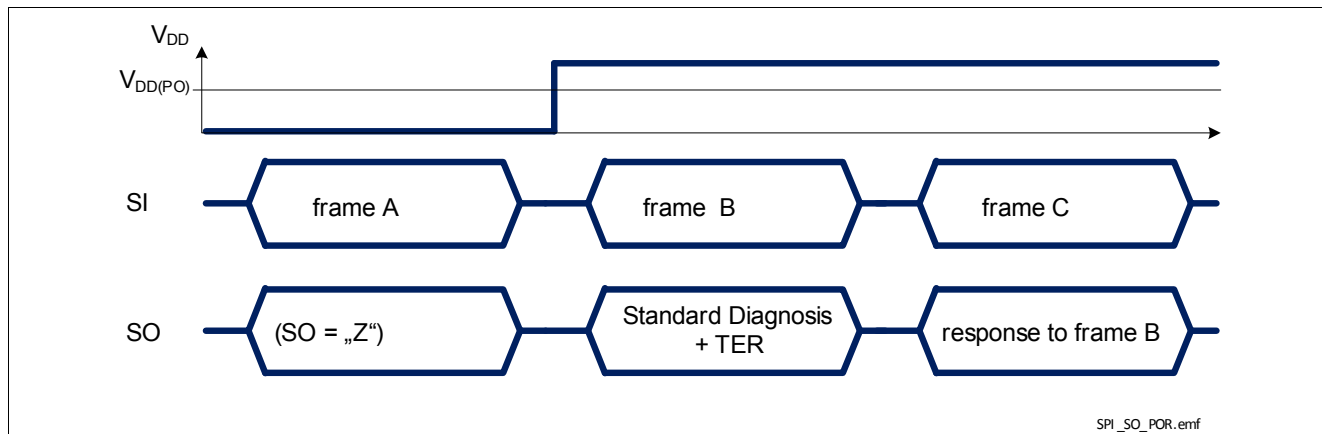 VDD
VDD(PO)
SI
frame A
frame B
frame C
SO
(SO = „Z“)
Standard Diagnosis
+ TER
response to frame B
SPI_SO_POR.emf